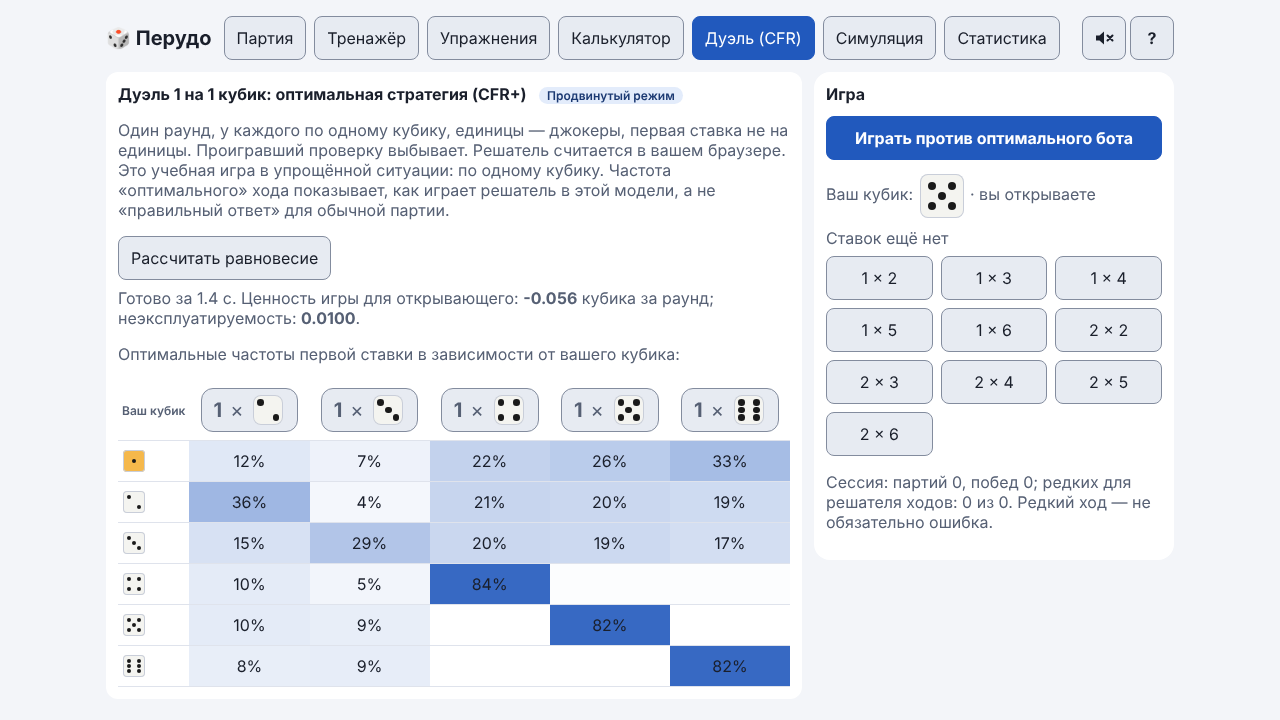 Перудо
Партия
Тренажёр
Упражнения
Калькулятор
Дуэль (CFR)
Симуляция
Статистика
?
Дуэль 1 на 1 кубик: оптимальная стратегия (CFR+)
Продвинутый режим
Один раунд, у каждого по одному кубику, единицы — джокеры, первая ставка не на
единицы. Проигравший проверку выбывает. Решатель считается в вашем браузере.
Это учебная игра в упрощённой ситуации: по одному кубику. Частота
«оптимального» хода показывает, как играет решатель в этой модели, а не
«правильный ответ» для обычной партии.
Рассчитать равновесие
Готово за 1.4 с. Ценность игры для открывающего: -0.056 кубика за раунд;
неэксплуатируемость: 0.0100.
Оптимальные частоты первой ставки в зависимости от вашего кубика:
Ваш кубик 1 × 1 × 1 × 1 × 1 ×
12% 7% 22% 26% 33%
36% 4% 21% 20% 19%
15% 29% 20% 19% 17%
10% 5% 84%
10% 9% 82%
8% 9% 82%
Игра
Играть против оптимального бота
Ваш кубик: · вы открываете
Ставок ещё нет
1 × 2 1 × 3 1 × 4
1 × 5 1 × 6 2 × 2
2 × 3 2 × 4 2 × 5
2 × 6
Сессия: партий 0, побед 0; редких для
решателя ходов: 0 из 0. Редкий ход — не
обязательно ошибка.